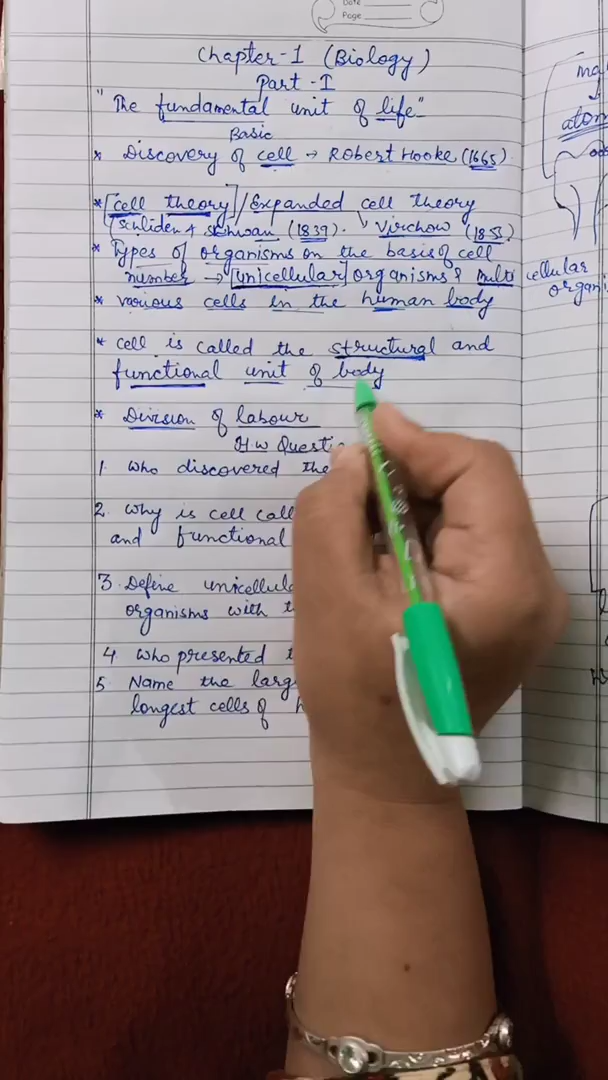 Date
Page
Chapter-1 (Biology)
Part-I
"The fundamental unit of life"
Basic
* Discovery of cell → Robert Hooke (1665)
* [cell theory] / Expanded cell theory
(Schliden & Schwan (1839). ↳ Virchow (1855)
* Types of organisms on the basis of cell
number → [unicellular] organisms & multi cellular
* various cells in the human body
* cell is called the structural and
functional unit of body
* Division of labour
H W Questi
1. Who discovered the
2. Why is cell call
and functional
3. Define unicellul
organisms with t
4 Who presented t
5. Name the larg
longest cells of h
atom